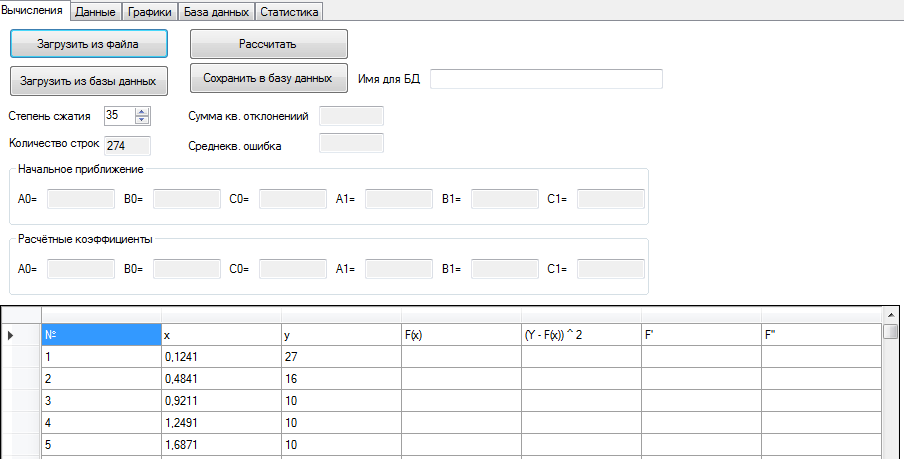 Вычисления Данные Графики База данных Статистика
Загрузить из файла Рассчитать
Загрузить из базы данных Сохранить в базу данных Имя для БД
Степень сжатия 35 Сумма кв. отклонениий
Количество строк 274 Среднекв. ошибка
Начальное приближение
A0= B0= C0= A1= B1= C1=
Расчётные коэффициенты
A0= B0= C0= A1= B1= C1=
№ x y F(x) (Y - F(x)) ^ 2 F' F''
1 0,1241 27
2 0,4841 16
3 0,9211 10
4 1,2491 10
5 1,6871 10